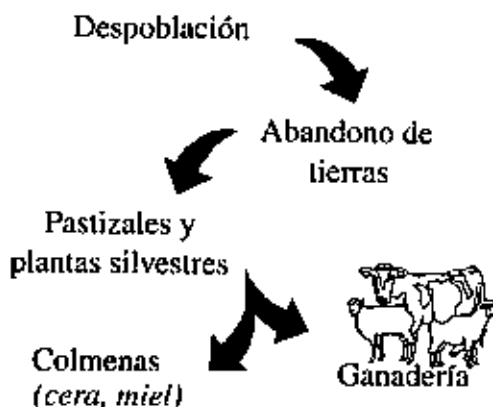 Despoblación
Abandono de
tierras
Pastizales y
plantas silvestres
Colmenas
(cera, miel)
Ganadería